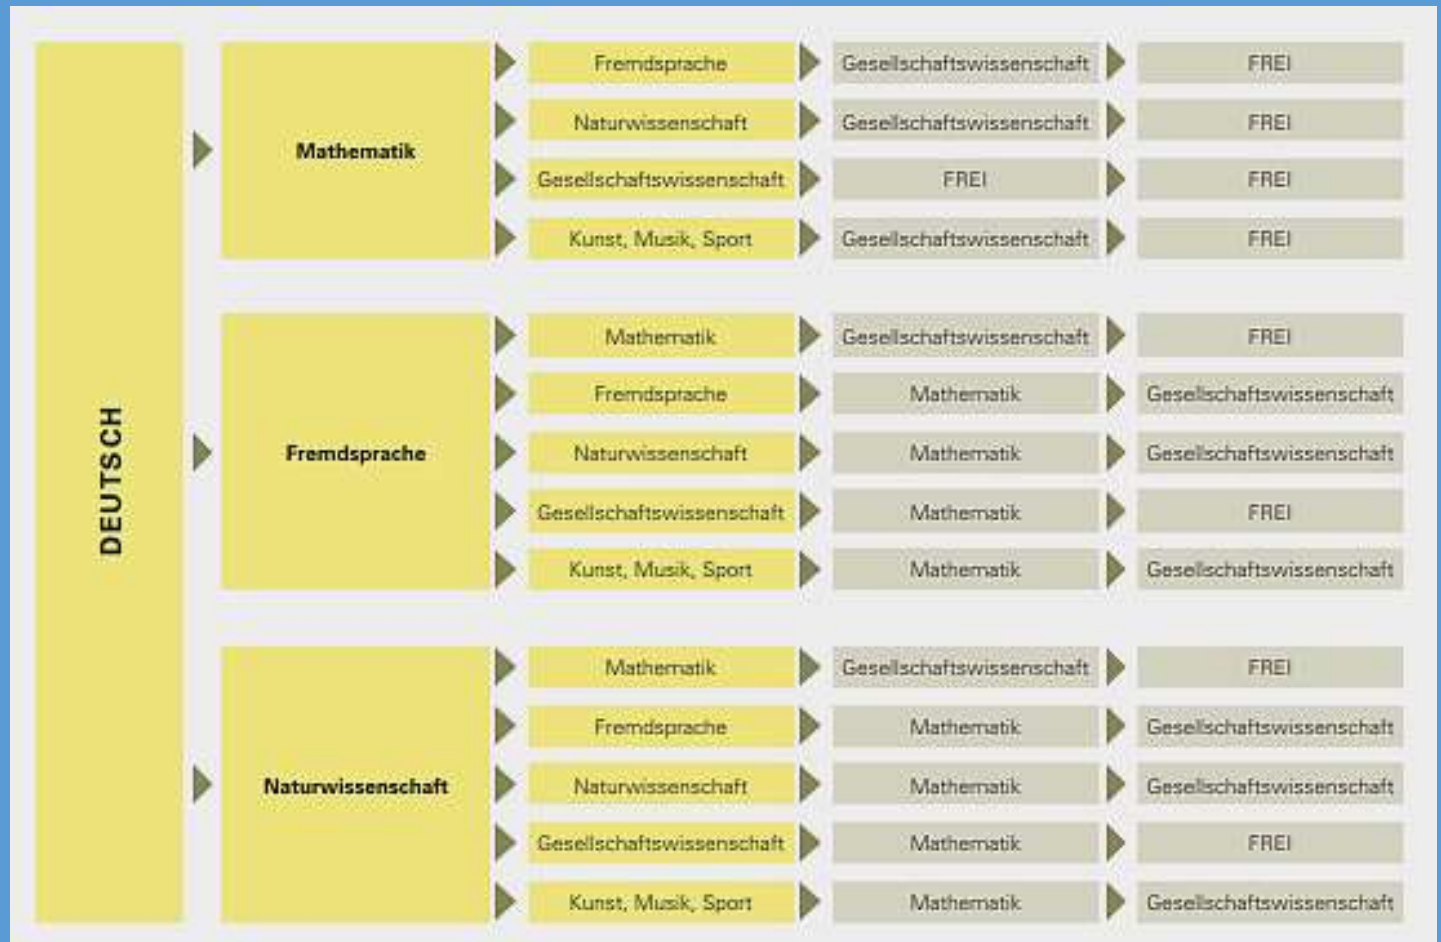 DEUTSCH
Mathematik
Fremdsprache Gesellschaftswissenschaft FREI
Naturwissenschaft Gesellschaftswissenschaft FREI
Gesellschaftswissenschaft FREI FREI
Kunst, Musik, Sport Gesellschaftswissenschaft FREI
Fremdsprache
Mathematik Gesellschaftswissenschaft FREI
Fremdsprache Mathematik Gesellschaftswissenschaft
Naturwissenschaft Mathematik Gesellschaftswissenschaft
Gesellschaftswissenschaft Mathematik FREI
Kunst, Musik, Sport Mathematik Gesellschaftswissenschaft
Naturwissenschaft
Mathematik Gesellschaftswissenschaft FREI
Fremdsprache Mathematik Gesellschaftswissenschaft
Naturwissenschaft Mathematik Gesellschaftswissenschaft
Gesellschaftswissenschaft Mathematik FREI
Kunst, Musik, Sport Mathematik Gesellschaftswissenschaft